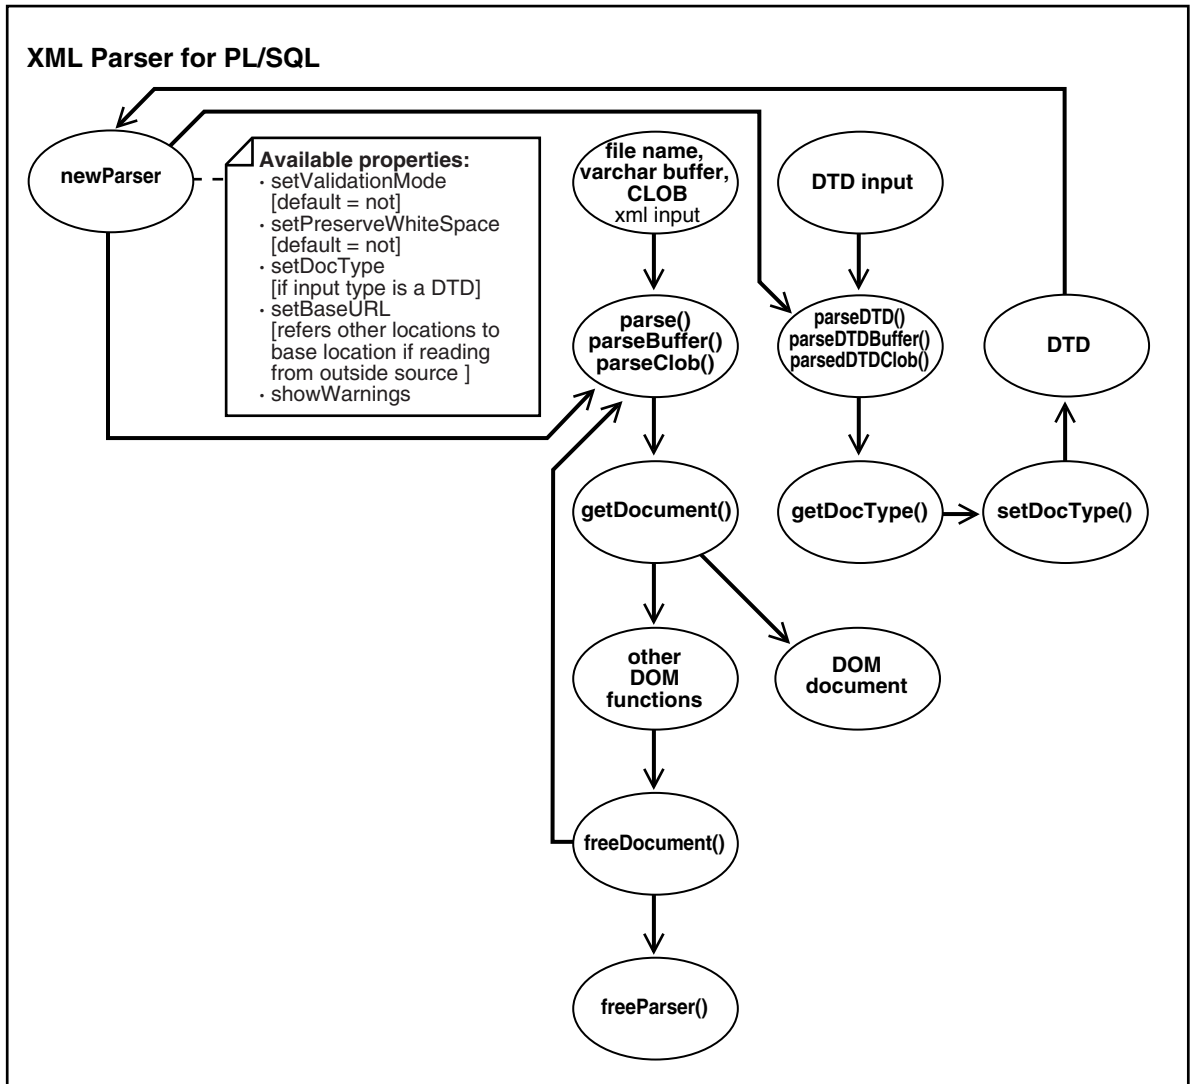 XML Parser for PL/SQL
newParser
Available properties:
· setValidationMode
[default = not]
· setPreserveWhiteSpace
[default = not]
· setDocType
[if input type is a DTD]
· setBaseURL
[refers other locations to
base location if reading
from outside source ]
· showWarnings
file name,
varchar buffer,
CLOB
xml input
DTD input
parse()
parseBuffer()
parseClob()
parseDTD()
parseDTDBuffer()
parsedDTDClob()
DTD
getDocument()
getDocType()
setDocType()
other
DOM
functions
DOM
document
freeDocument()
freeParser()